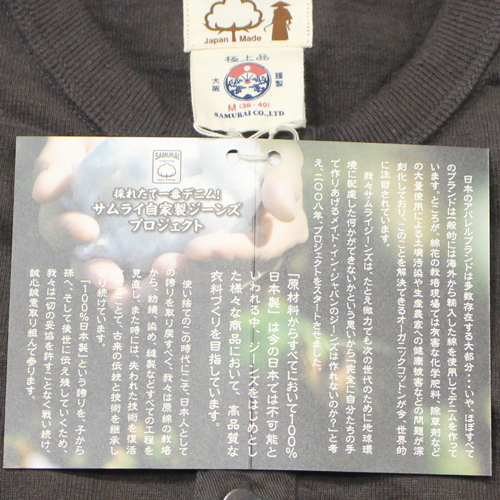 Japan Made
極上品
大阪
謹製
M (38-40)
SAMURAI CO.,LTD
SAMURAI
採れたて一番デニム!
サムライ自家製ジーンズ
プロジェクト
日本のアパレルブランドは多数存在する大部分・・いや、ほぼすべて
のブランドは一般的には海外から輸入した綿を使用してデニムを作って
います。ところが、綿花の栽培現場では有害な化学肥料、除草剤など
の大量使用による土壌汚染や生産農家への健康被害などの問題が深
刻化しており、このことを解決できるオーガニックコットンが今、世界的
に注目されています。
我々サムライジーンズは、たとえ微力でも次の世代のために地球環
境に配慮した何かができないかという思いから「完全に自分たちの手
で作りあげるメイド・イン・ジャパンのジーンズは作れないのか?」と考
え、二〇〇八年、プロジェクトをスタートさせました。
「原材料からすべてにおいて100%
日本製」は今の日本では不可能と
いわれる中、ジーンズをはじめとし
た様々な商品において、高品質な
衣料づくりを目指しています。
使い捨てのこの時代にこそ、日本人として
の誇りを取り戻すべく、我々は原綿の栽培
から、紡績、染め、縫製などすべての工程を
見直し、また時には、失われた技術を復活
することで、古来の伝統と技術を継承し
り続けています。
「100%日本製」という誇りを、子から
孫へ、そして後世に伝え残していくため、
我々は一切の妥協を許すことなく戦い続け、
誠心誠意取り組んで参ります。